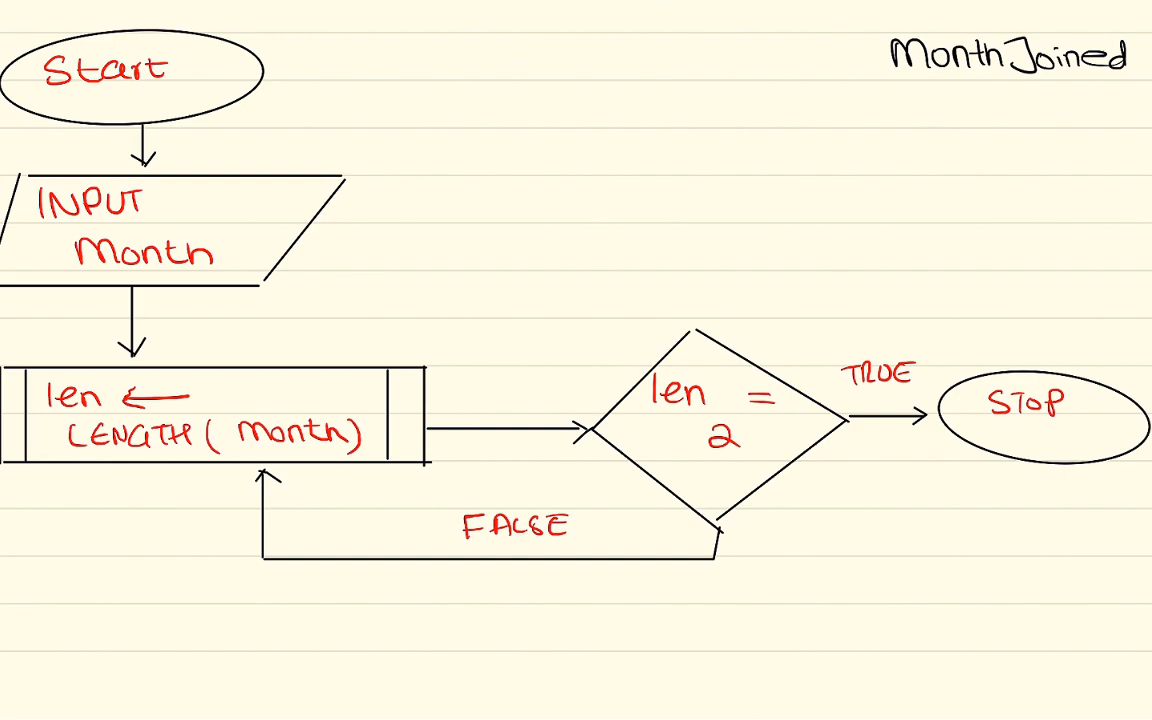 MonthJoined
Start
INPUT
Month
len ←
LENGTH( Month)
len =
2
TRUE
STOP
FALSE